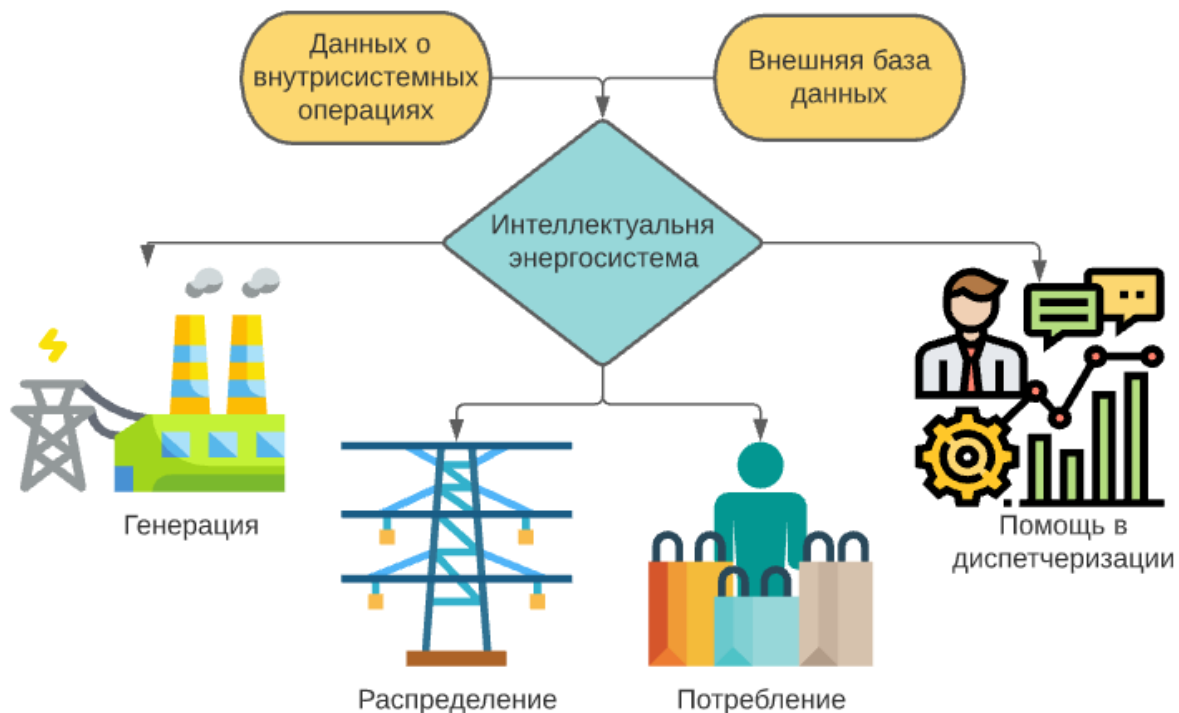 Данных о
внутрисистемных
операциях
Внешняя база
данных
Интеллектуальня
энергосистема
Генерация
Помощь в
диспетчеризации
Распределение
Потребление